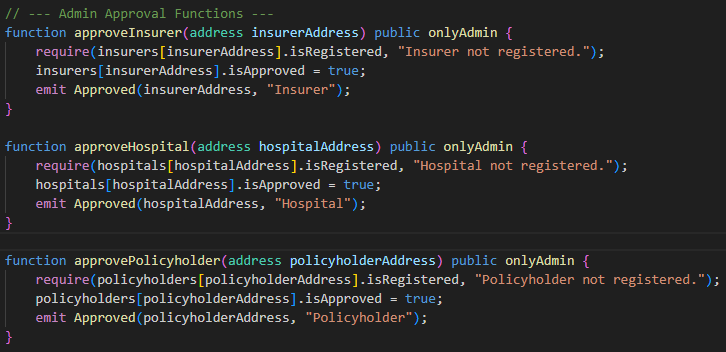 // --- Admin Approval Functions ---
function approveInsurer(address insurerAddress) public onlyAdmin {
    require(insurers[insurerAddress].isRegistered, "Insurer not registered.");
    insurers[insurerAddress].isApproved = true;
    emit Approved(insurerAddress, "Insurer");
}

function approveHospital(address hospitalAddress) public onlyAdmin {
    require(hospitals[hospitalAddress].isRegistered, "Hospital not registered.");
    hospitals[hospitalAddress].isApproved = true;
    emit Approved(hospitalAddress, "Hospital");
}

function approvePolicyholder(address policyholderAddress) public onlyAdmin {
    require(policyholders[policyholderAddress].isRegistered, "Policyholder not registered.");
    policyholders[policyholderAddress].isApproved = true;
    emit Approved(policyholderAddress, "Policyholder");
}